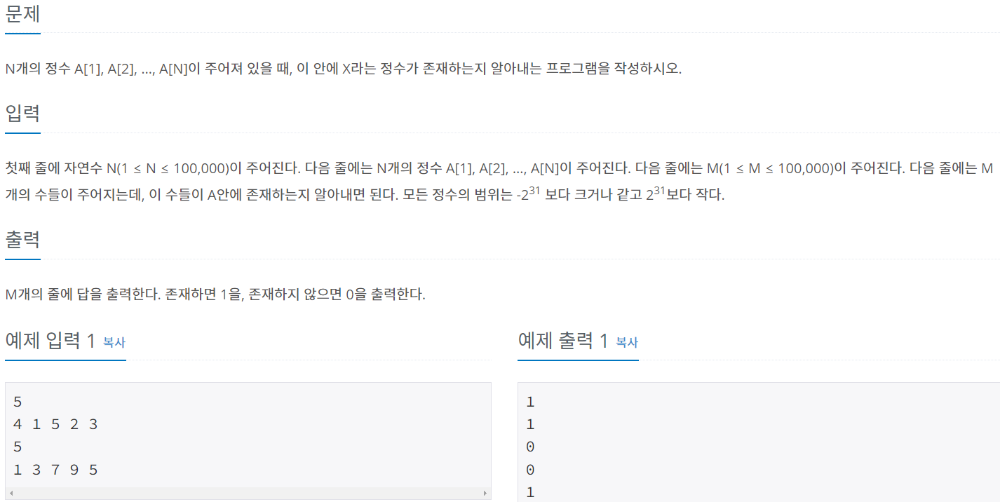 문제
N개의 정수 A[1], A[2], …, A[N]이 주어져 있을 때, 이 안에 X라는 정수가 존재하는지 알아내는 프로그램을 작성하시오.
입력
첫째 줄에 자연수 N(1 ≤ N ≤ 100,000)이 주어진다. 다음 줄에는 N개의 정수 A[1], A[2], …, A[N]이 주어진다. 다음 줄에는 M(1 ≤ M ≤ 100,000)이 주어진다. 다음 줄에는 M
개의 수들이 주어지는데, 이 수들이 A안에 존재하는지 알아내면 된다. 모든 정수의 범위는 -2³¹ 보다 크거나 같고 2³¹보다 작다.
출력
M개의 줄에 답을 출력한다. 존재하면 1을, 존재하지 않으면 0을 출력한다.
예제 입력 1 복사
5
4 1 5 2 3
5
1 3 7 9 5
예제 출력 1 복사
1
1
0
0
1